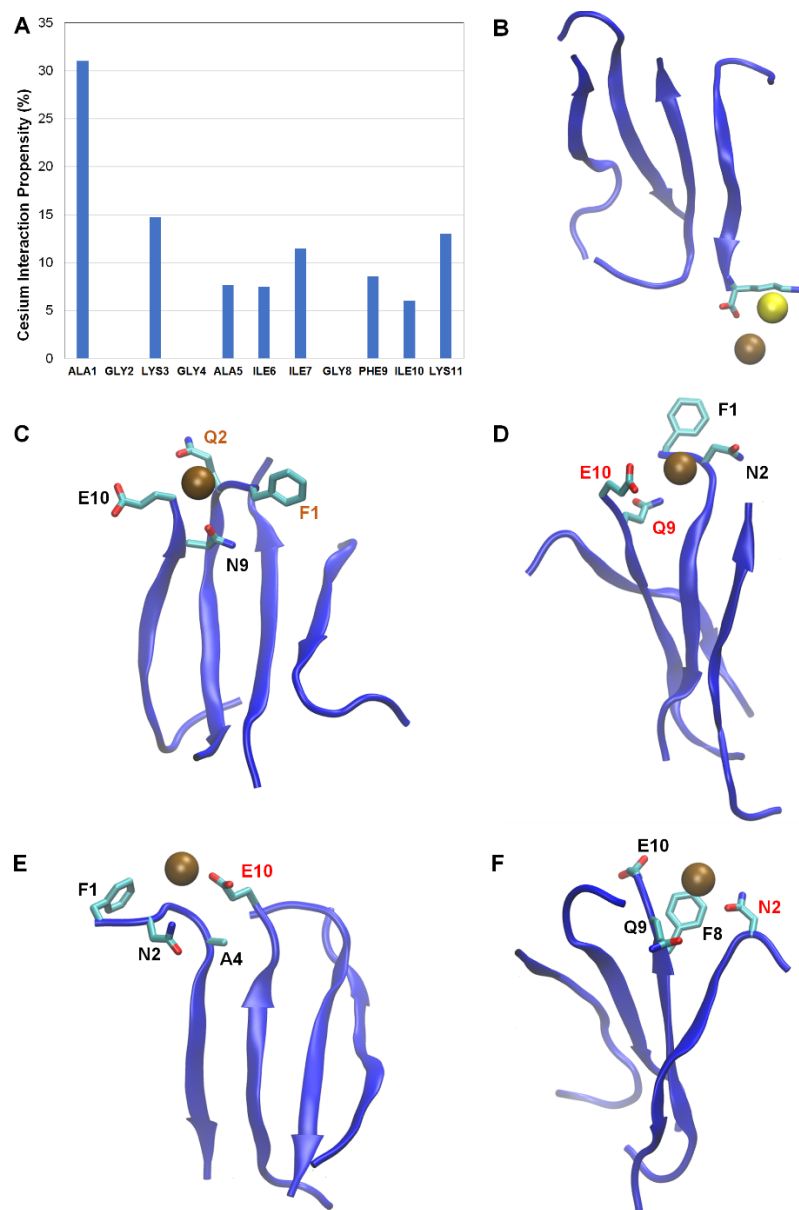 A
Cesium Interaction Propensity (%)
35
30
25
20
15
10
5
0
ALA1 GLY2 LYS3 GLY4 ALA5 ILE6 ILE7 GLY8 PHE9 ILE10 LYS11
B
C
Q2
E10
F1
N9
D
F1
E10
N2
Q9
E
F1
E10
N2
A4
F
E10
Q9
F8
N2